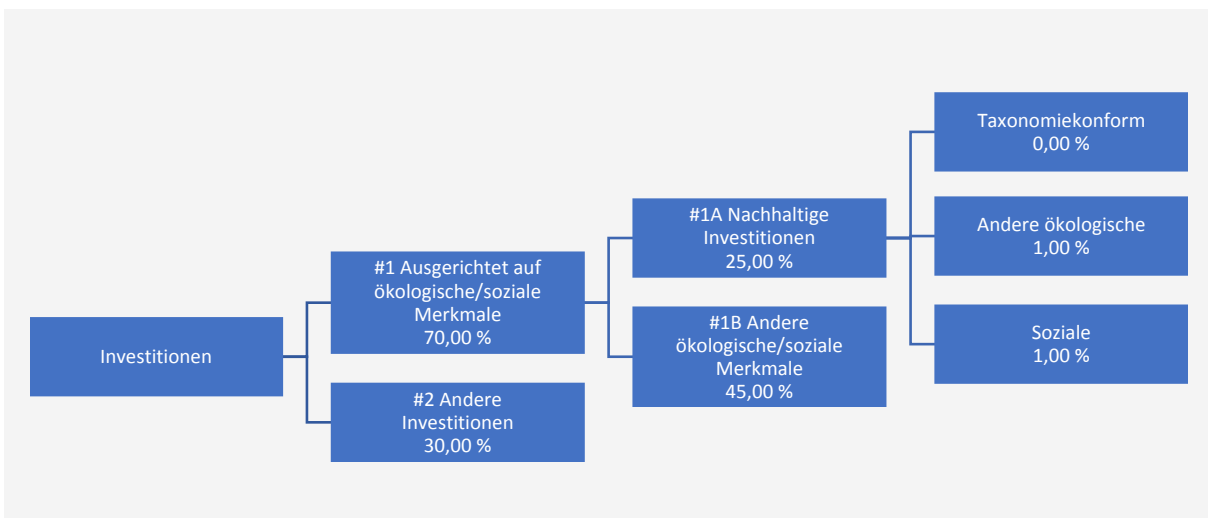 Investitionen
#1 Ausgerichtet auf
ökologische/soziale
Merkmale
70,00 %
#2 Andere
Investitionen
30,00 %
#1A Nachhaltige
Investitionen
25,00 %
#1B Andere
ökologische/soziale
Merkmale
45,00 %
Taxonomiekonform
0,00 %
Andere ökologische
1,00 %
Soziale
1,00 %